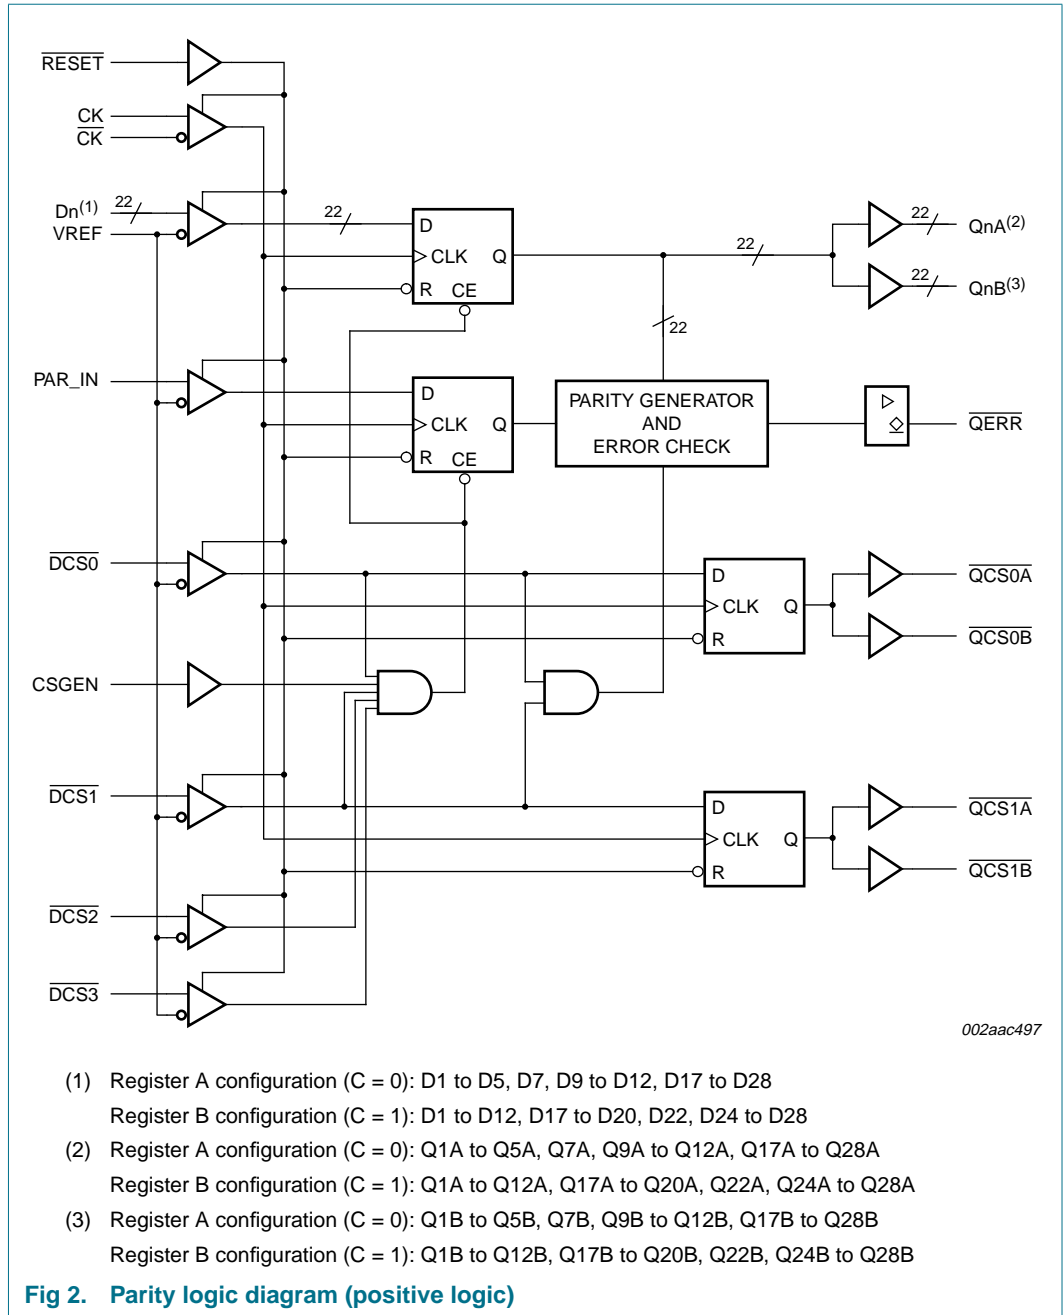 RESET
CK
CK
Dn(1) 22 22 D
VREF
CLK Q 22
R CE
22 QnA(2)
22 QnB(3)
22
PAR_IN
D
CLK Q
R CE
PARITY GENERATOR
AND
ERROR CHECK
QERR
DCS0
D
CLK Q
R
QCS0A
QCS0B
CSGEN
DCS1
D
CLK Q
R
QCS1A
QCS1B
DCS2
DCS3
002aac497
(1) Register A configuration (C = 0): D1 to D5, D7, D9 to D12, D17 to D28
Register B configuration (C = 1): D1 to D12, D17 to D20, D22, D24 to D28
(2) Register A configuration (C = 0): Q1A to Q5A, Q7A, Q9A to Q12A, Q17A to Q28A
Register B configuration (C = 1): Q1A to Q12A, Q17A to Q20A, Q22A, Q24A to Q28A
(3) Register A configuration (C = 0): Q1B to Q5B, Q7B, Q9B to Q12B, Q17B to Q28B
Register B configuration (C = 1): Q1B to Q12B, Q17B to Q20B, Q22B, Q24B to Q28B
Fig 2. Parity logic diagram (positive logic)